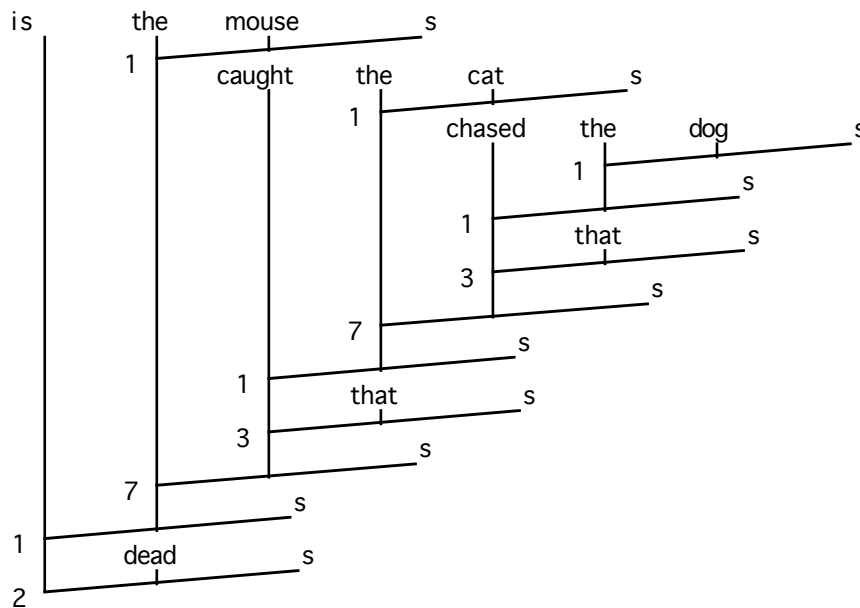 is the mouse s
1
caught the cat s
1
chased the dog s
1
s
1
that s
3
s
7
s
1
that s
3
s
7
s
1
dead s
2